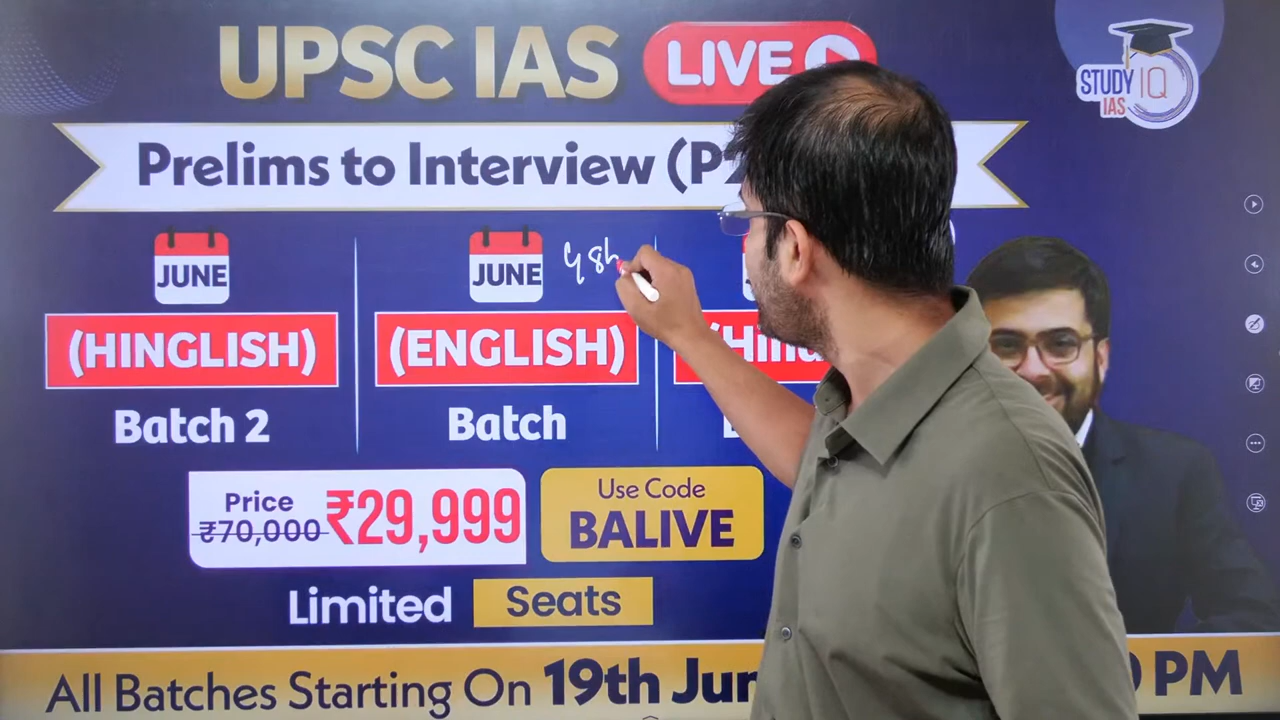 UPSC IAS LIVE
STUDY IQ
IAS
Prelims to Interview
JUNE JUNE
(HINGLISH) (ENGLISH)
Batch 2 Batch
Price
₹70,000 ₹29,999
Use Code
BALIVE
Limited Seats
All Batches Starting On 19th PM